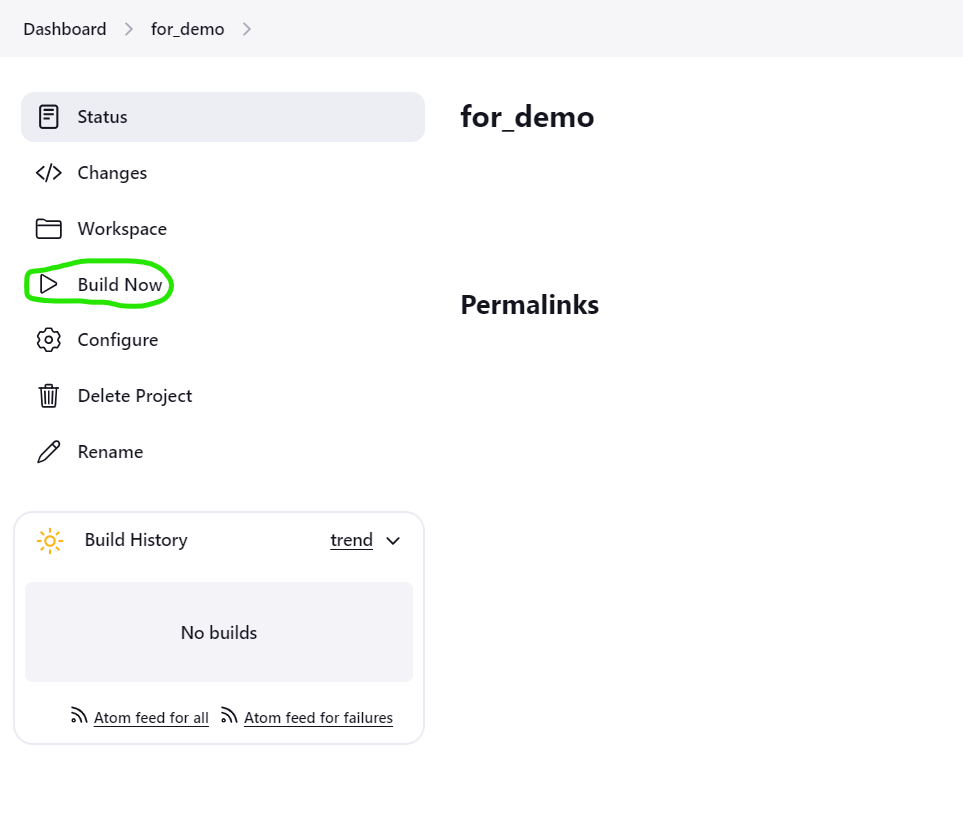 Dashboard for_demo
Status
Changes
Workspace
Build Now
Configure
Delete Project
Rename
Build History trend
No builds
Atom feed for all Atom feed for failures
for_demo
Permalinks